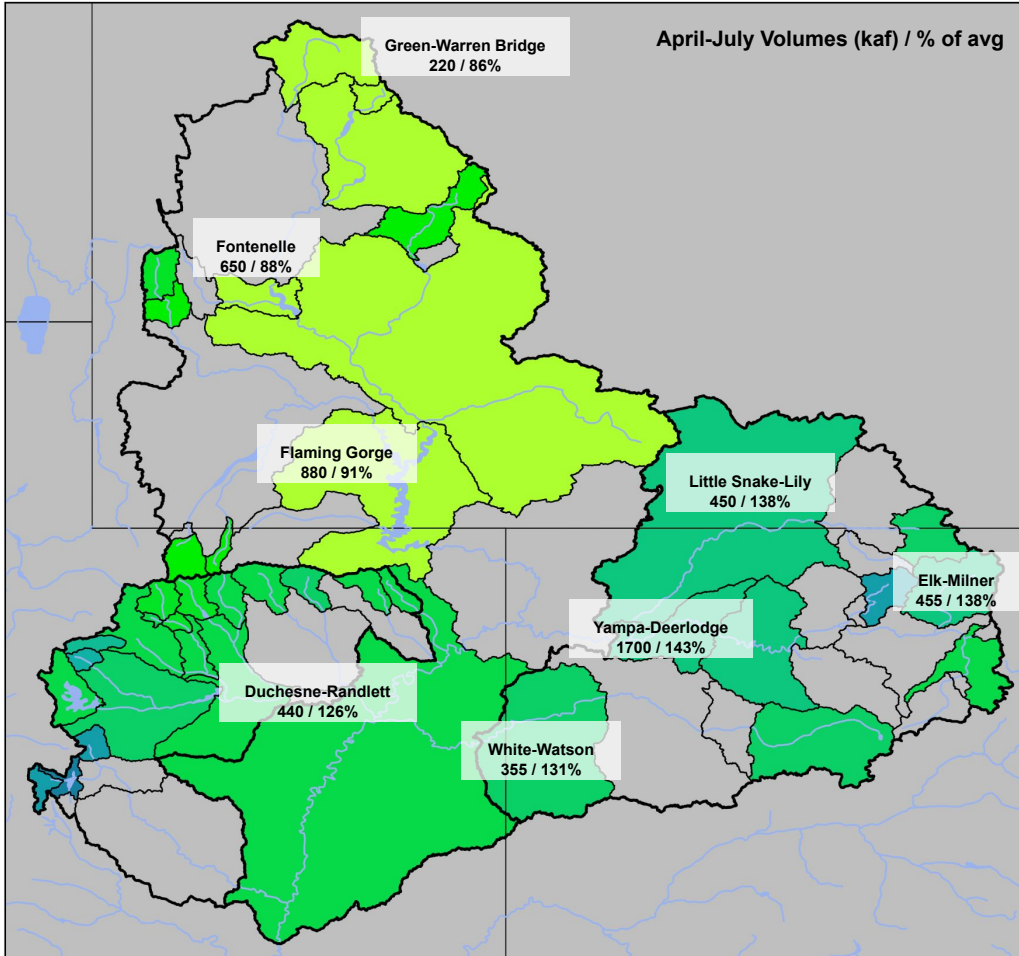 April-July Volumes (kaf) / % of avg
Green-Warren Bridge
220 / 86%
Fontenelle
650 / 88%
Flaming Gorge
880 / 91%
Little Snake-Lily
450 / 138%
Elk-Milner
455 / 138%
Yampa-Deerlodge
1700 / 143%
Duchesne-Randlett
440 / 126%
White-Watson
355 / 131%